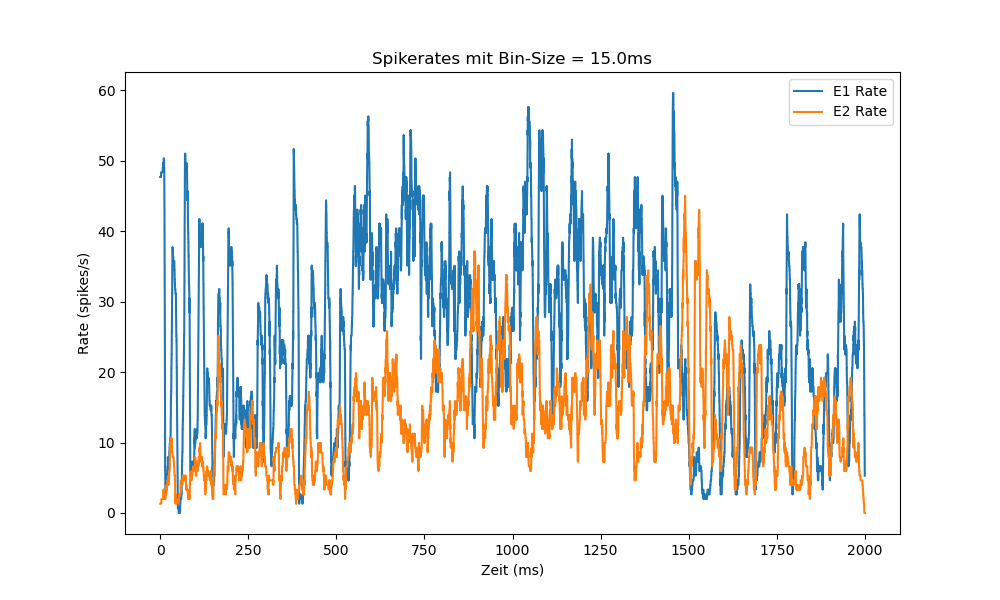 Spikerates mit Bin-Size = 15.0ms
E1 Rate
E2 Rate
60
50
40
30
20
10
0
Rate (spikes/s)
0 250 500 750 1000 1250 1500 1750 2000
Zeit (ms)